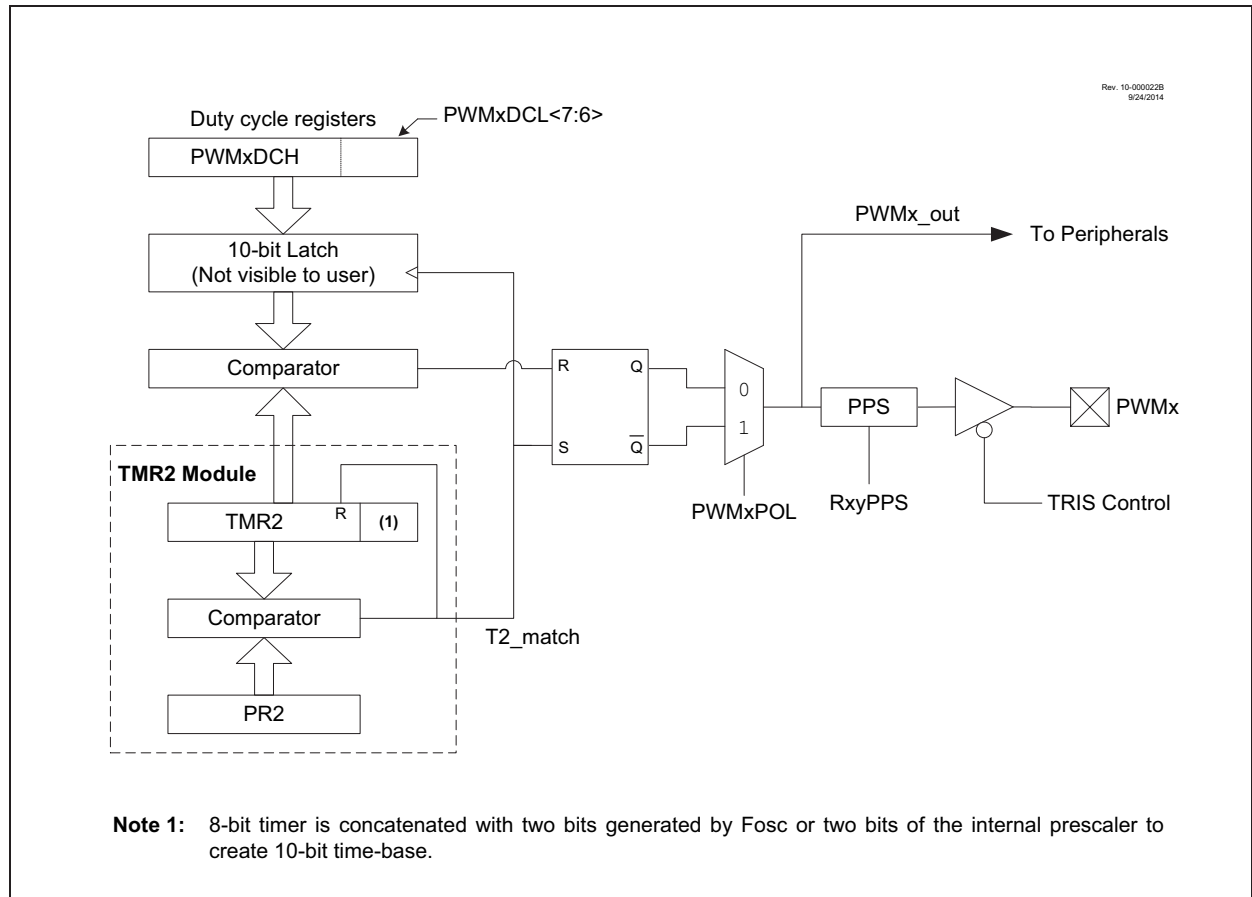 Rev. 10-000022B
9/24/2014
Duty cycle registers
PWMxDCL<7:6>
PWMxDCH
10-bit Latch
(Not visible to user)
Comparator
TMR2 Module
TMR2
R
(1)
Comparator
PR2
T2_match
R
Q
S
Q
0
1
PWMxPOL
PWMx_out
To Peripherals
PPS
RxyPPS
PWMx
TRIS Control
Note 1: 8-bit timer is concatenated with two bits generated by Fosc or two bits of the internal prescaler to
create 10-bit time-base.